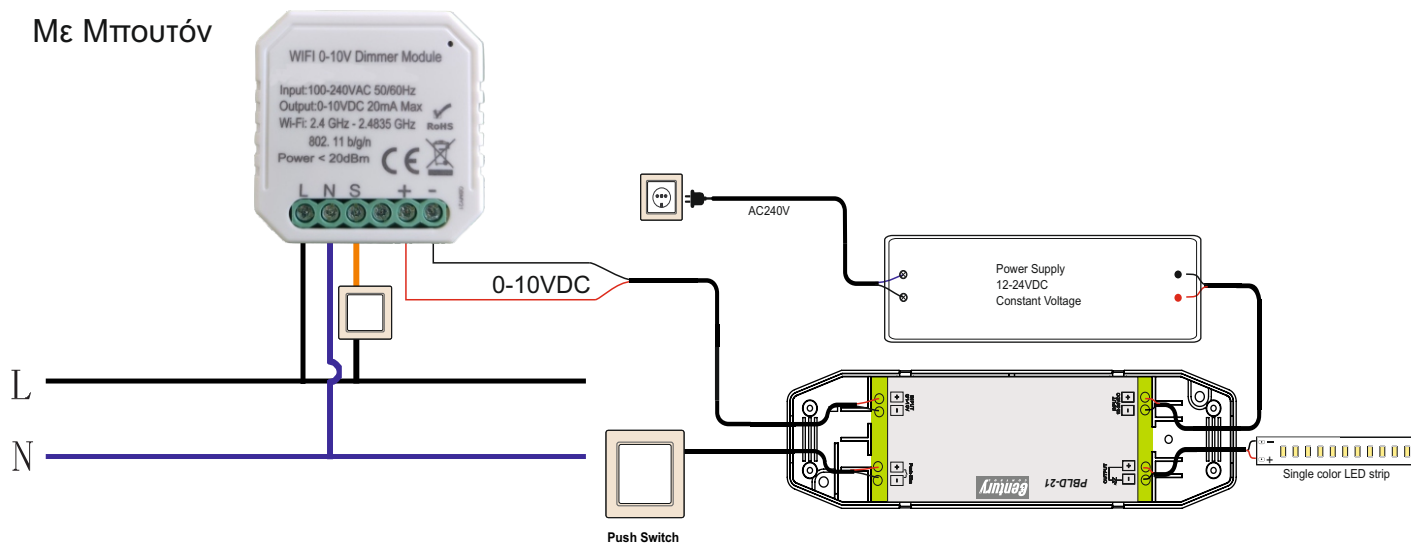 Με Μπουτόν
WIFI 0-10V Dimmer Module
Input:100-240VAC 50/60Hz
Output:0-10VDC 20mA Max
Wi-Fi: 2.4 GHz - 2.4835 GHz
RoHS
802. 11 b/g/n
Power < 20dBm
CE
L N S + -
AC240V
Power Supply
12-24VDC
Constant Voltage
0-10VDC
L
N
+
-
+
-
+
-
+
-
Century
PBLD-21
Push Switch
- +
Single color LED strip